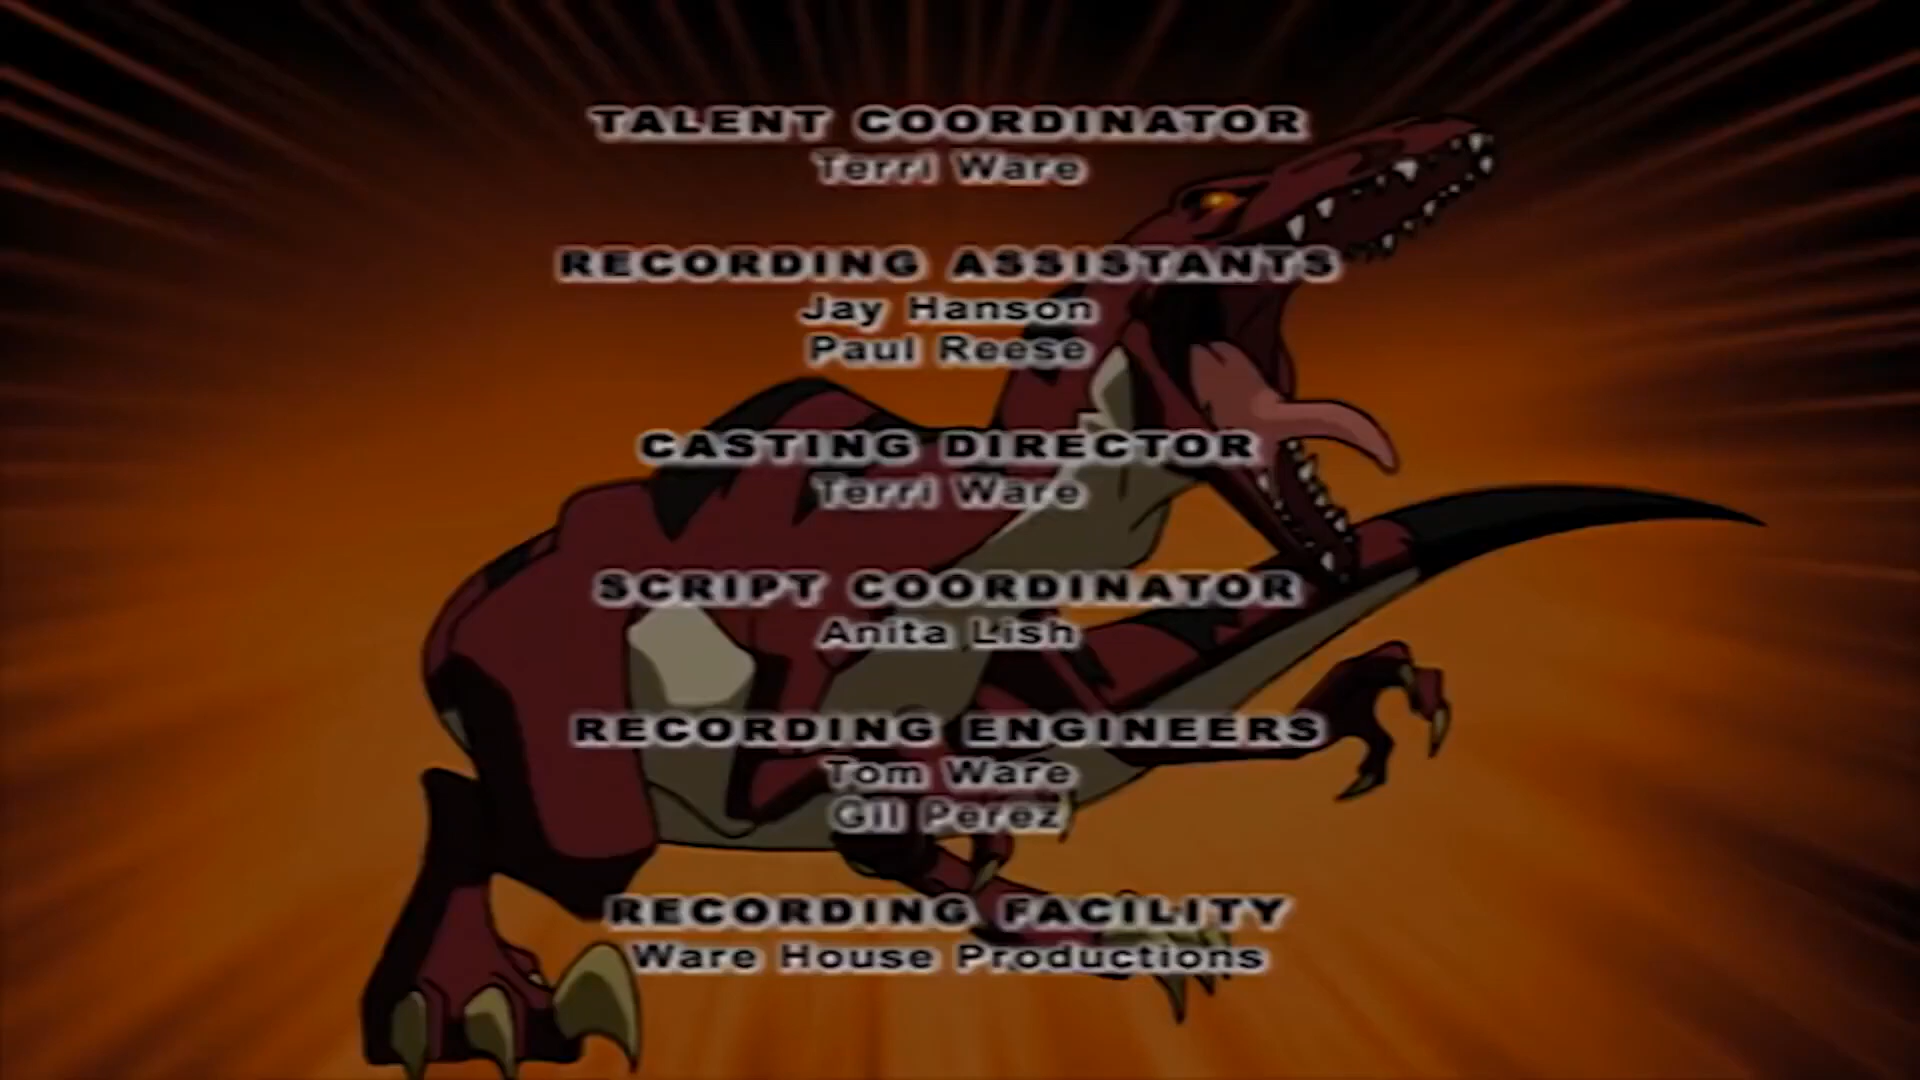 TALENT COORDINATOR
Terri Ware
RECORDING ASSISTANTS
Jay Hanson
Paul Reese
CASTING DIRECTOR
Terri Ware
SCRIPT COORDINATOR
Anita Lish
RECORDING ENGINEERS
Tom Ware
Gil Perez
RECORDING FACILITY
Ware House Productions